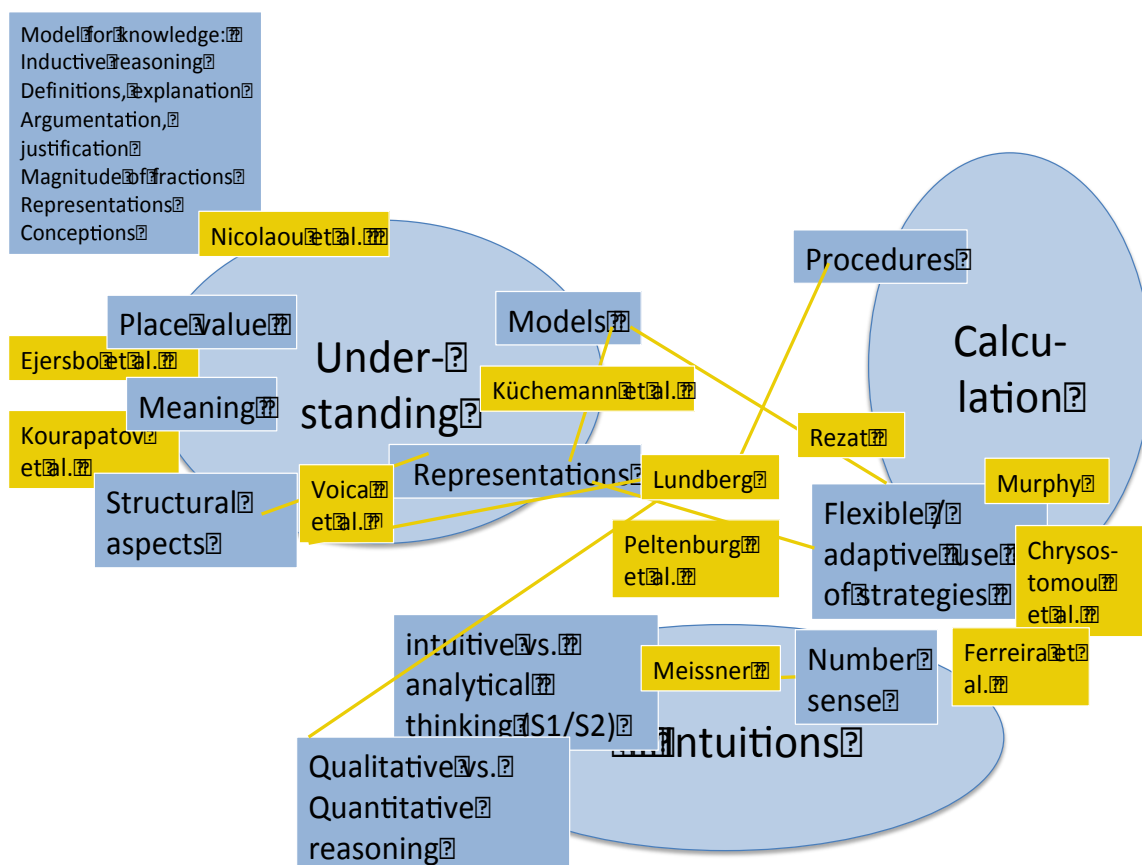 Model for knowledge:
Inductive reasoning
Definitions, explanation
Argumentation,
justification
Magnitude of fractions
Representations
Conceptions
Nicolaou et al.
Place value
Ejersbo et al.
Meaning
Kourapatov
et al.
Structural
aspects
Under-
standing
Voica
et al.
Models
Küchemann et al.
Representations
Lundberg
Peltenburg
et al.
Procedures
Calcu-
lation
Rezat
Murphy
Flexible /
adaptive use
of strategies
Chrysos-
tomou
et al.
Ferreira et
al.
intuitive vs.
analytical
thinking (S1/S2)
Meissner
Number
sense
Intuitions
Qualitative vs.
Quantitative
reasoning